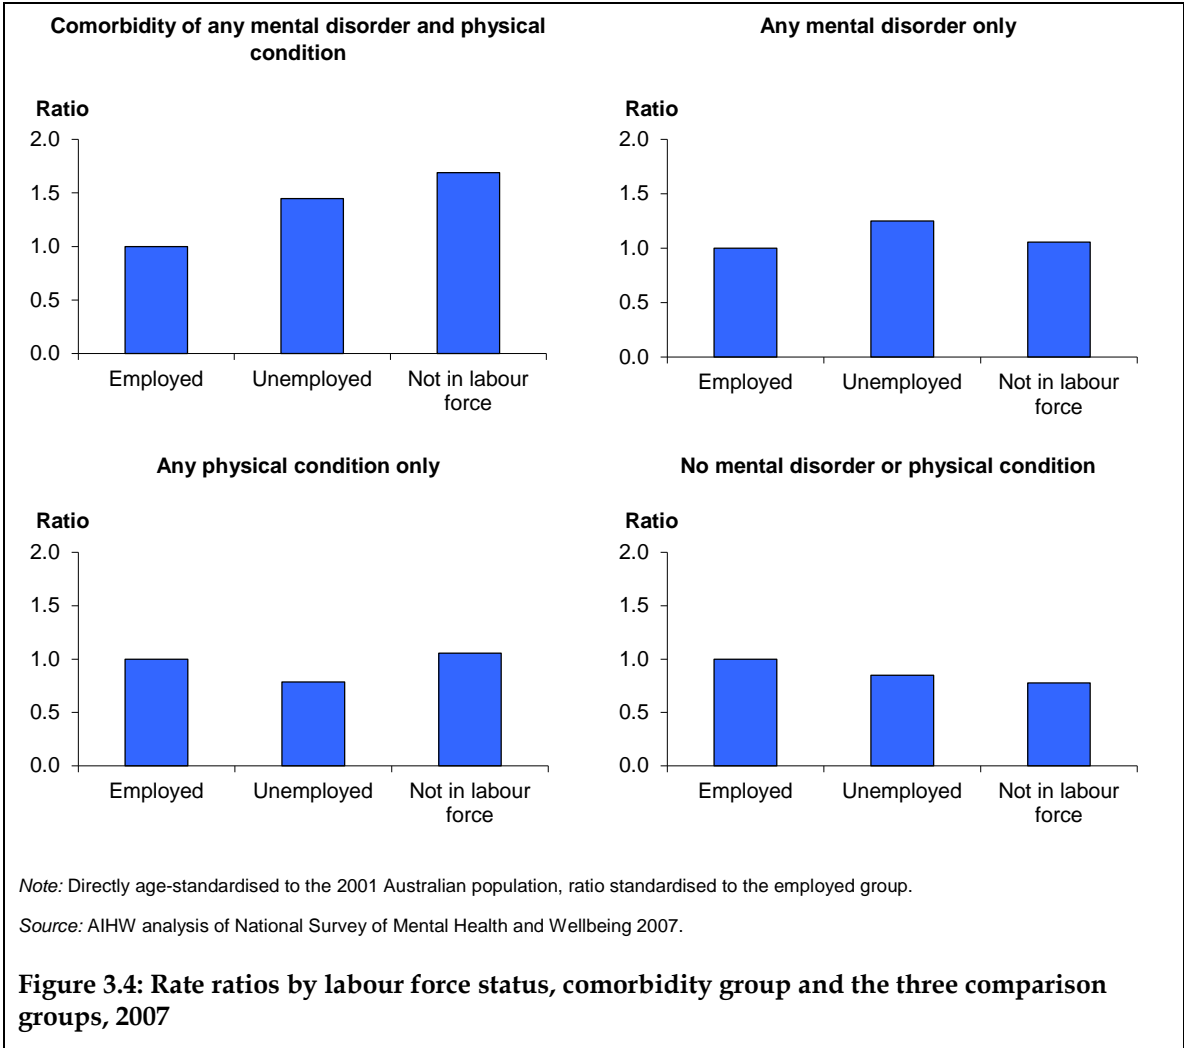 Comorbidity of any mental disorder and physical
condition
Ratio
2.0
1.5
1.0
0.5
0.0
Employed
Unemployed
Not in labour
force
Any mental disorder only
Ratio
2.0
1.5
1.0
0.5
0.0
Employed
Unemployed
Not in labour
force
Any physical condition only
Ratio
2.0
1.5
1.0
0.5
0.0
Employed
Unemployed
Not in labour
force
No mental disorder or physical condition
Ratio
2.0
1.5
1.0
0.5
0.0
Employed
Unemployed
Not in labour
force
Note: Directly age-standardised to the 2001 Australian population, ratio standardised to the employed group.
Source: AIHW analysis of National Survey of Mental Health and Wellbeing 2007.
Figure 3.4: Rate ratios by labour force status, comorbidity group and the three comparison
groups, 2007